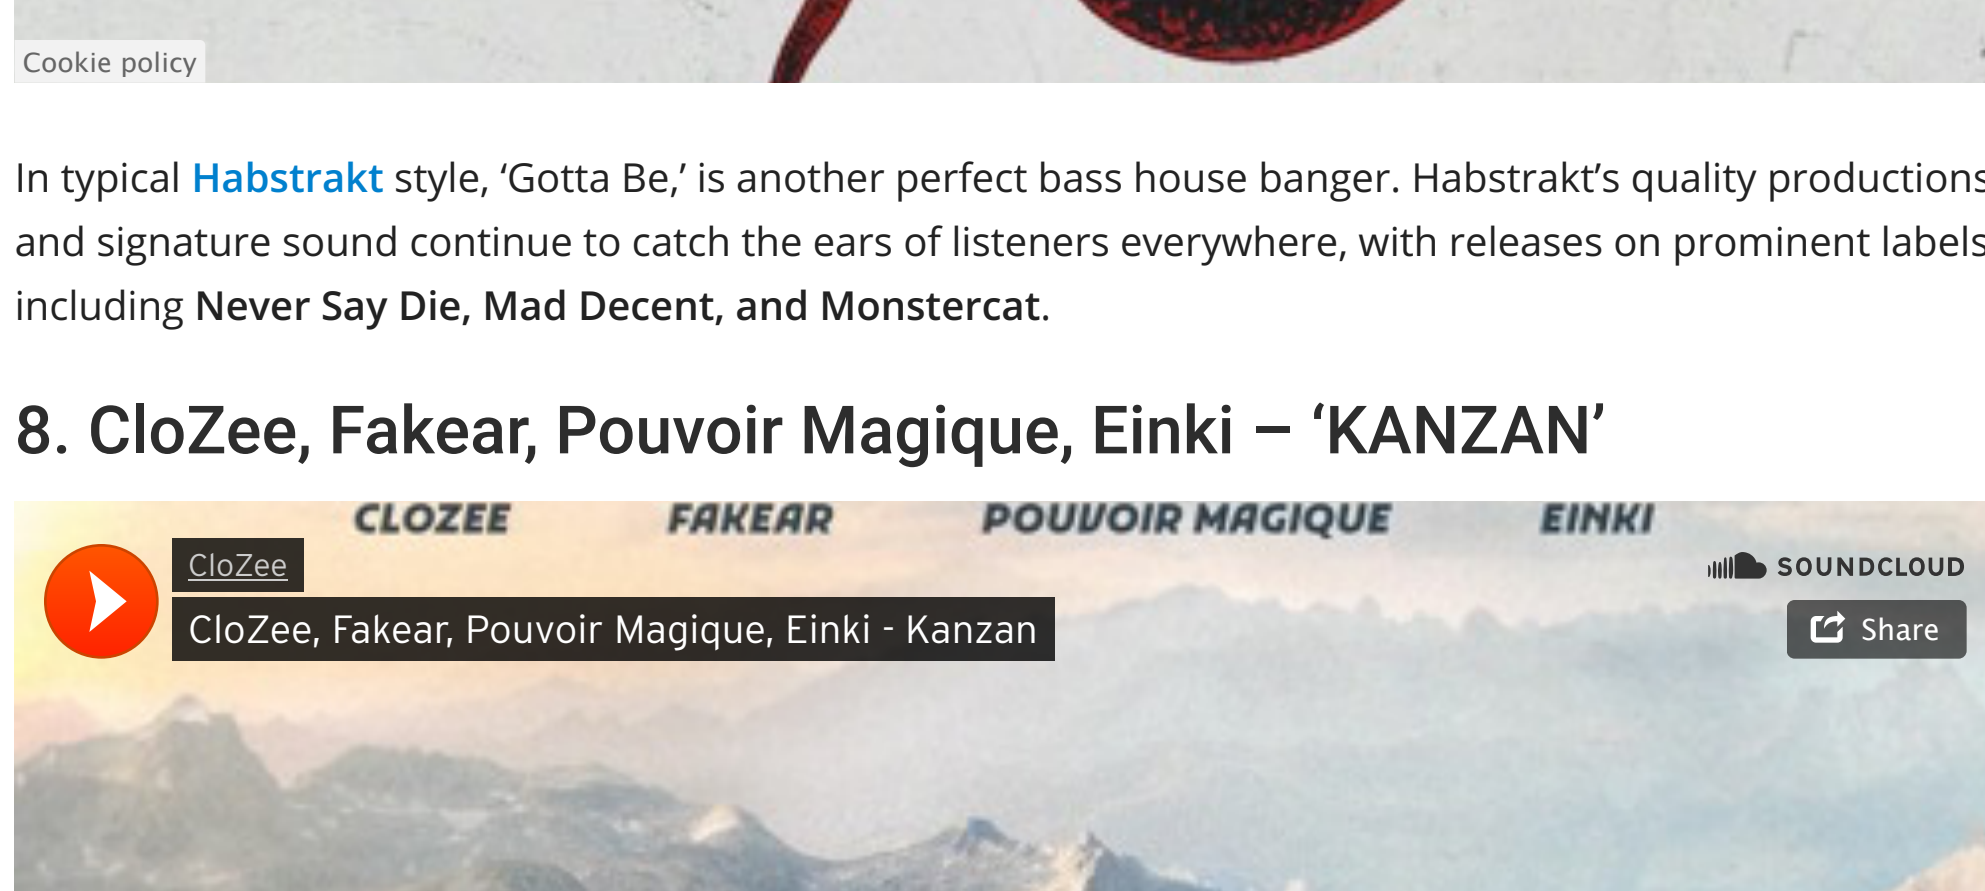 Cookie policy
In typical Habstrakt style, ‘Gotta Be,’ is another perfect bass house banger. Habstrakt’s quality productions
and signature sound continue to catch the ears of listeners everywhere, with releases on prominent labels
including Never Say Die, Mad Decent, and Monstercat.
8. CloZee, Fakear, Pouvoir Magique, Einki – ‘KANZAN’
CLOZEE FAKEAR POUVOIR MAGIQUE EINKI
CloZee
SOUNDCLOUD
CloZee, Fakear, Pouvoir Magique, Einki - Kanzan
Share